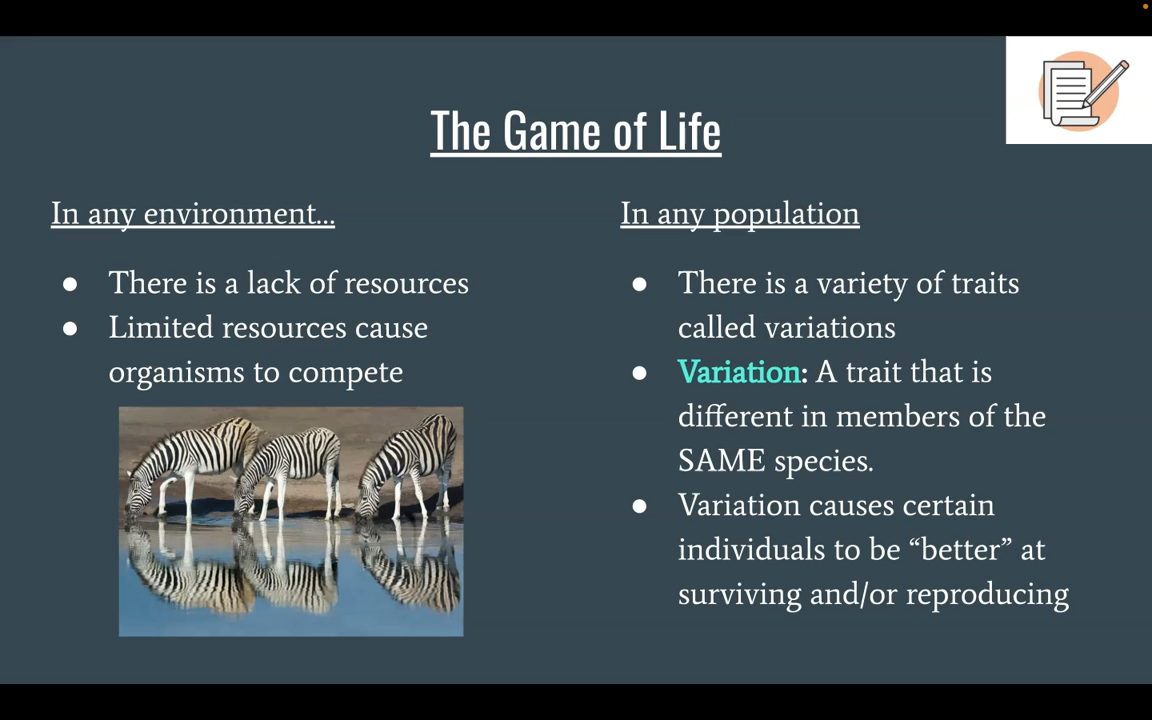 The Game of Life
In any environment...
There is a lack of resources
Limited resources cause
organisms to compete
In any population
There is a variety of traits
called variations
Variation: A trait that is
different in members of the
SAME species.
Variation causes certain
individuals to be “better” at
surviving and/or reproducing